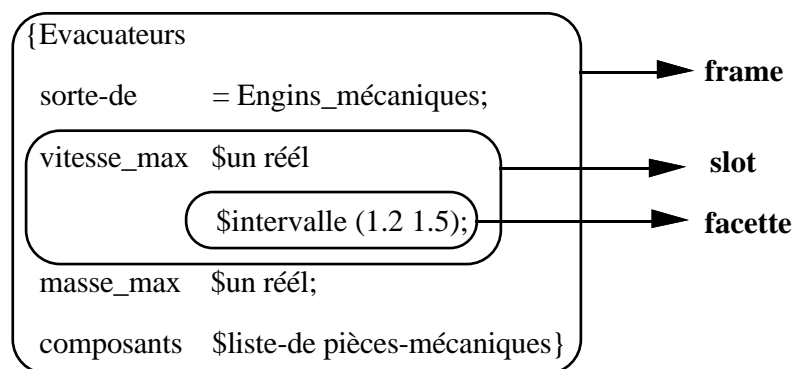 {Evacuateurs
frame
sorte-de = Engins_mécaniques;
vitesse_max $un réél
slot
$intervalle (1.2 1.5);
facette
masse_max $un réél;
composants $liste-de pièces-mécaniques}